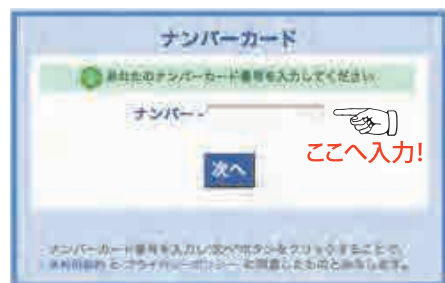 ナンバーカード
あなたのナンバーカード番号を入力してください
ナンバー -
ここへ入力!
次へ
ナンバーカード番号を入力し"次へ"ボタンをクリックすることで、
本利用規約 と プライバシーポリシー に同意したものとみなします。